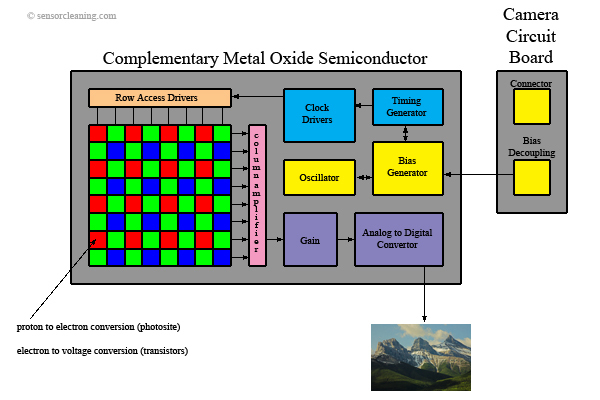 © sensorcleaning.com
Camera
Circuit
Board
Complementary Metal Oxide Semiconductor
Row Access Drivers
Clock
Drivers
Timing
Generator
Connector
column amplifier
Oscillator
Bias
Generator
Bias
Decoupling
Gain
Analog to Digital
Convertor
proton to electron conversion (photosite)
electron to voltage conversion (transistors)